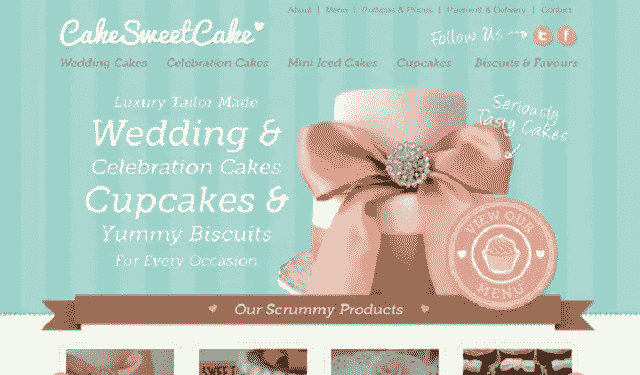 About | Menu | Portions & Prices | Payment & Delivery | Contact
CakeSweetCake
Follow Us
Wedding Cakes Celebration Cakes Mini Iced Cakes Cupcakes Biscuits & Favours
Luxury Tailor Made
Wedding &
Celebration Cakes
Cupcakes &
Yummy Biscuits
For Every Occasion
Seriously
Tasty Cakes
VIEW OUR
MENU
Our Scrummy Products
SWEET